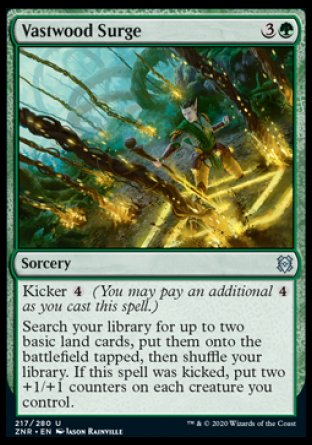 Vastwood Surge 3
Sorcery
Kicker 4 (You may pay an additional 4
as you cast this spell.)
Search your library for up to two
basic land cards, put them onto the
battlefield tapped, then shuffle your
library. If this spell was kicked, put two
+1/+1 counters on each creature you
control.
217/280 U
ZNR • EN Jason Rainville
™ & © 2020 Wizards of the Coast